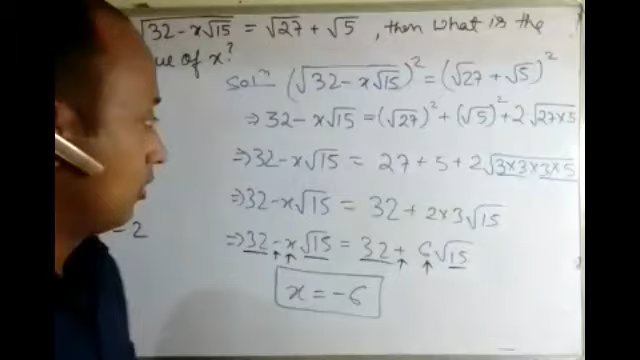 √32 - x√15 = √27 + √5 , then what is the
ue of x?
Solⁿ (√32 - x√15)² = (√27 + √5)²
⇒ 32 - x√15 = (√27)² + (√5)² + 2√27×5
⇒ 32 - x√15 = 27 + 5 + 2√3×3×3×5
⇒ 32 - x√15 = 32 + 2×3√15
⇒ 32 - x√15 = 32 + 6√15
= 2
x = -6